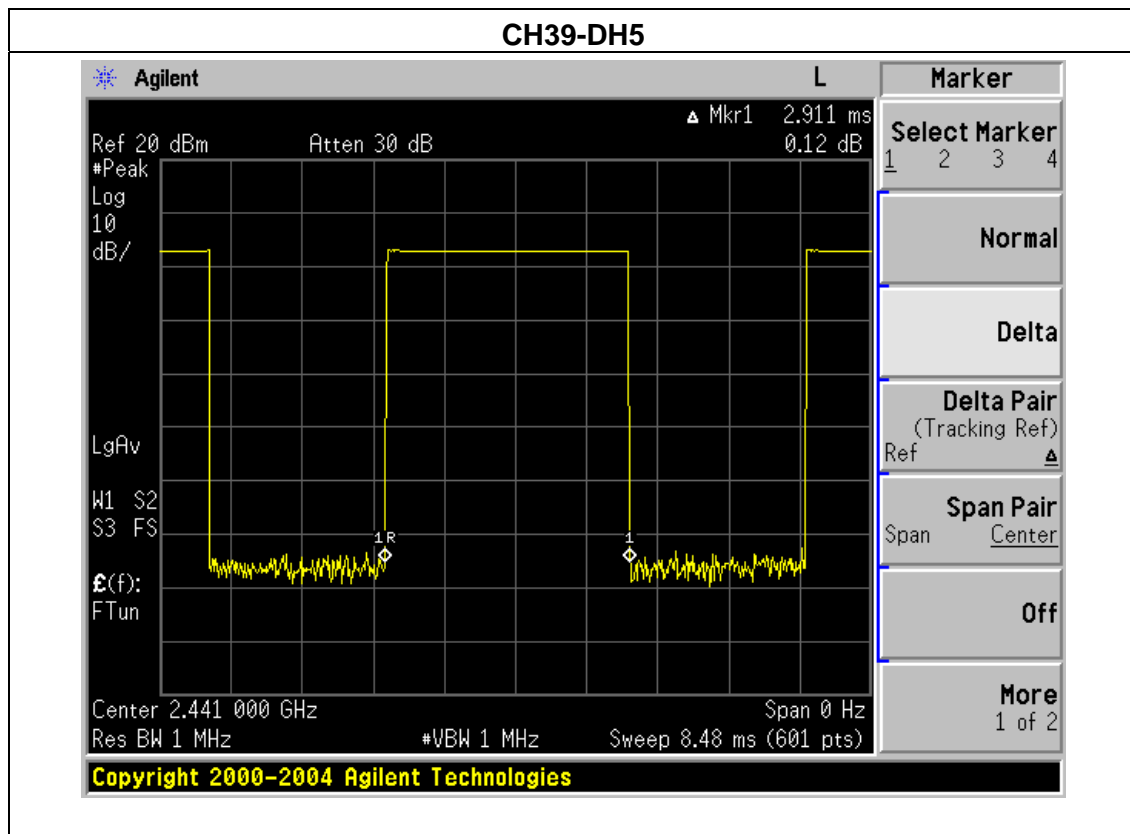 CH39-DH5
Agilent L Marker
Δ Mkr1 2.911 ms
Ref 20 dBm Atten 30 dB 0.12 dB
#Peak
Log
10
dB/
LgAv
W1 S2
S3 FS
£(f):
FTun
1R
1
Center 2.441 000 GHz Span 0 Hz
Res BW 1 MHz #VBW 1 MHz Sweep 8.48 ms (601 pts)
Select Marker
1 2 3 4
Normal
Delta
Delta Pair
(Tracking Ref)
Ref Δ
Span Pair
Span Center
Off
More
1 of 2
Copyright 2000-2004 Agilent Technologies